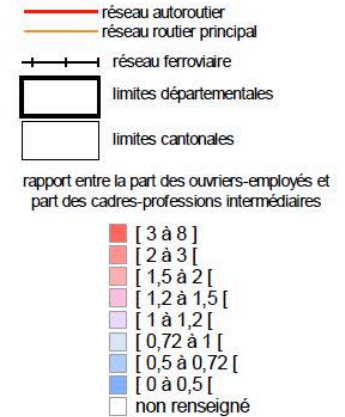 réseau autoroutier
réseau routier principal
réseau ferroviaire
limites départementales
limites cantonales
rapport entre la part des ouvriers-employés et
part des cadres-professions intermédiaires
[ 3 à 8 ]
[ 2 à 3 [
[ 1,5 à 2 [
[ 1,2 à 1,5 [
[ 1 à 1,2 [
[ 0,72 à 1 [
[ 0,5 à 0,72 [
[ 0 à 0,5 [
non renseigné